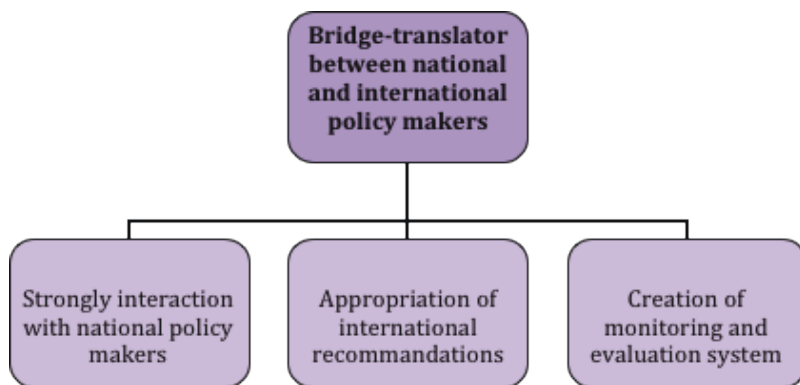 Bridge-translator
between national
and international
policy makers
Strongly interaction
with national policy
makers
Appropriation of
international
recommandations
Creation of
monitoring and
evaluation system